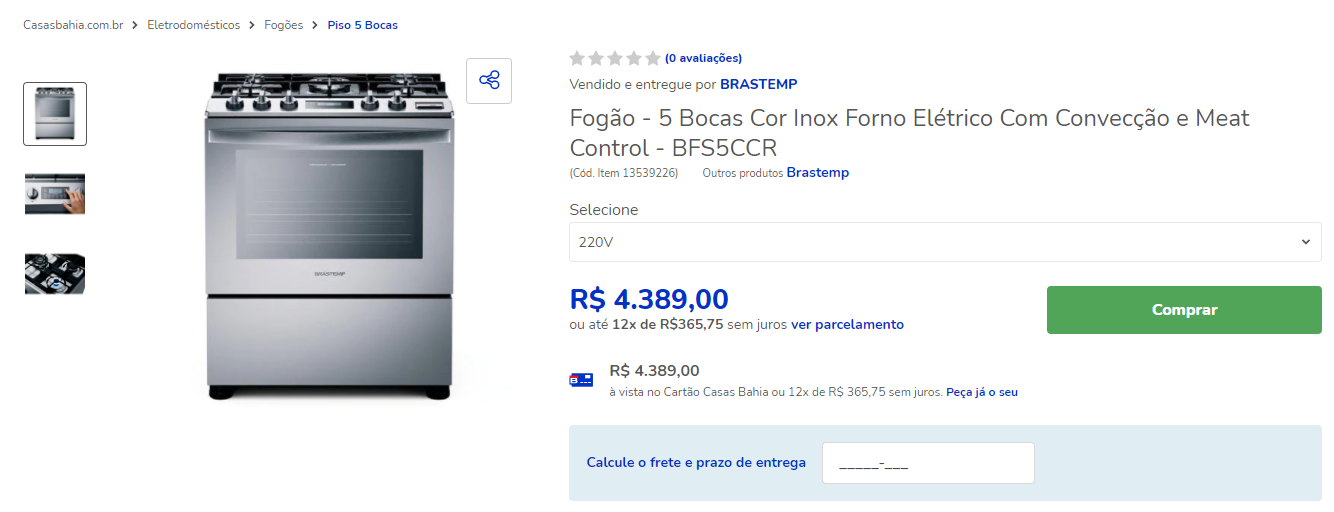 Casasbahia.com.br > Eletrodomésticos > Fogões > Piso 5 Bocas
(0 avaliações)
Vendido e entregue por BRASTEMP
Fogão - 5 Bocas Cor Inox Forno Elétrico Com Convecção e Meat
Control - BFS5CCR
(Cód. Item 13539226) Outros produtos Brastemp
Selecione
220V
R$ 4.389,00
ou até 12x de R$365,75 sem juros ver parcelamento
Comprar
R$ 4.389,00
à vista no Cartão Casas Bahia ou 12x de R$ 365,75 sem juros. Peça já o seu
Calcule o frete e prazo de entrega _____-___
BRASTEMP